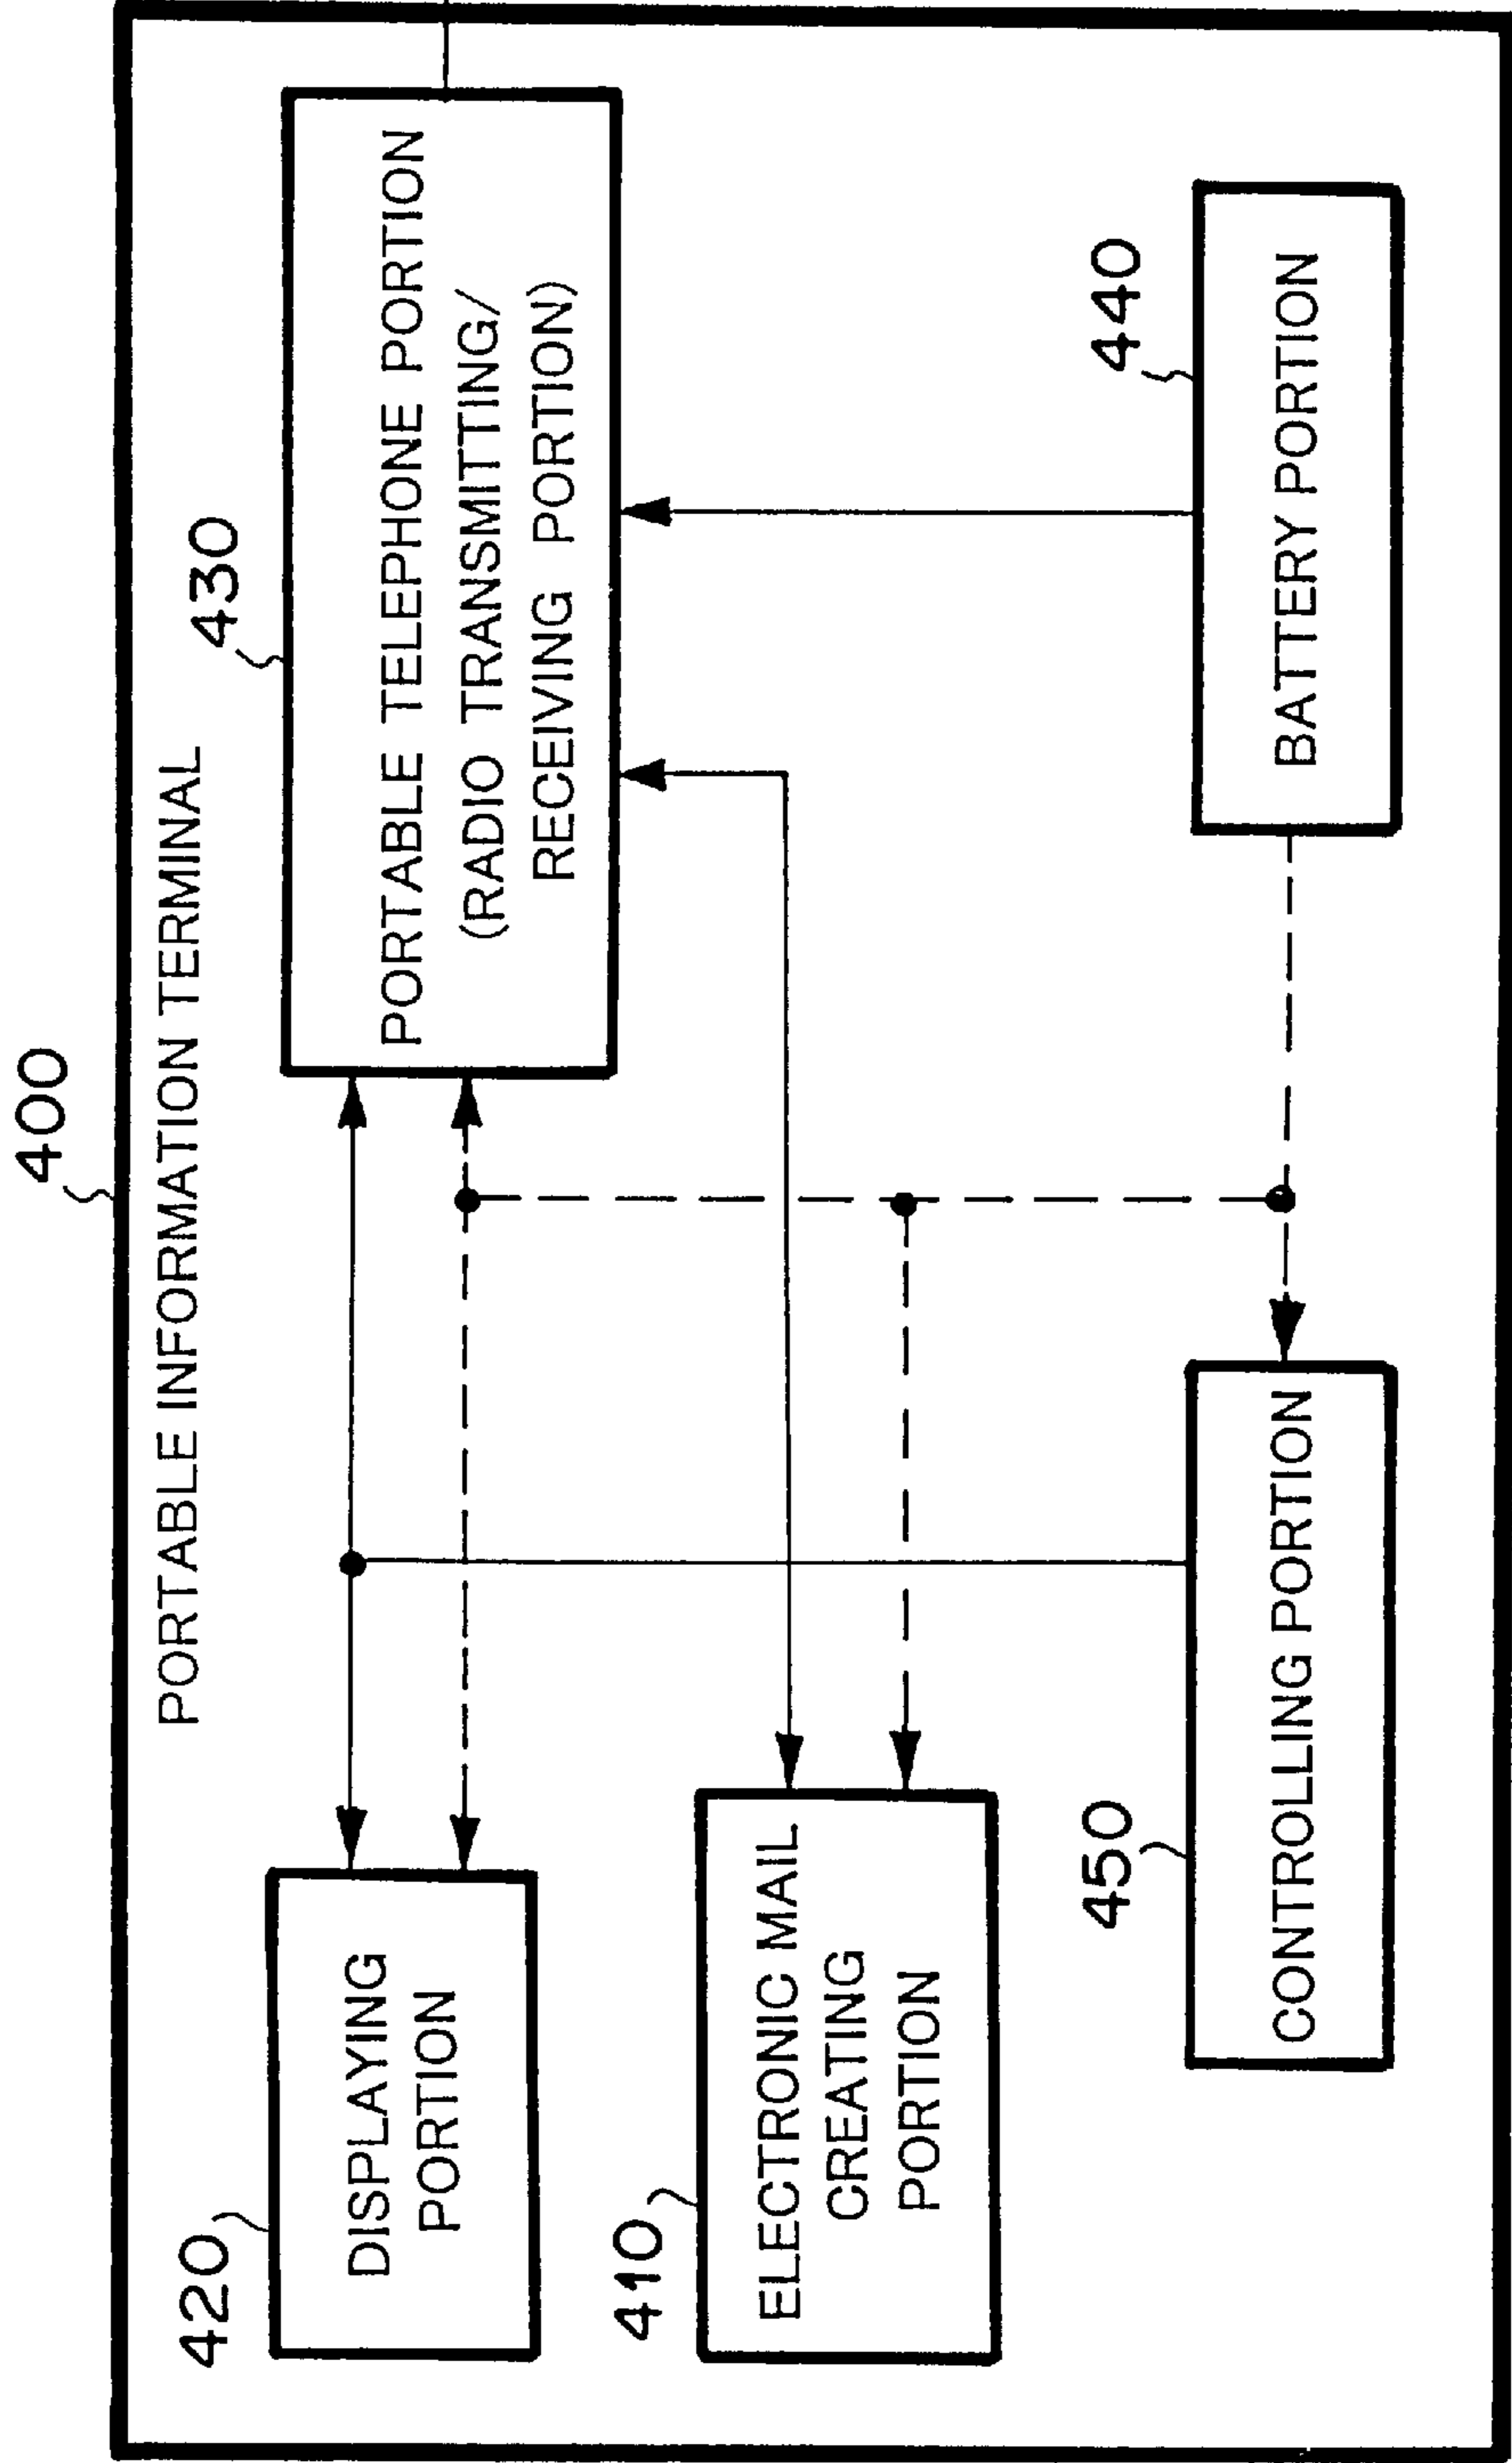 400
PORTABLE INFORMATION TERMINAL
420
DISPLAYING
PORTION
430
PORTABLE TELEPHONE PORTION
(RADIO TRANSMITTING/
RECEIVING PORTION)
410
ELECTRONIC MAIL
CREATING
PORTION
450
CONTROLLING PORTION
440
BATTERY PORTION